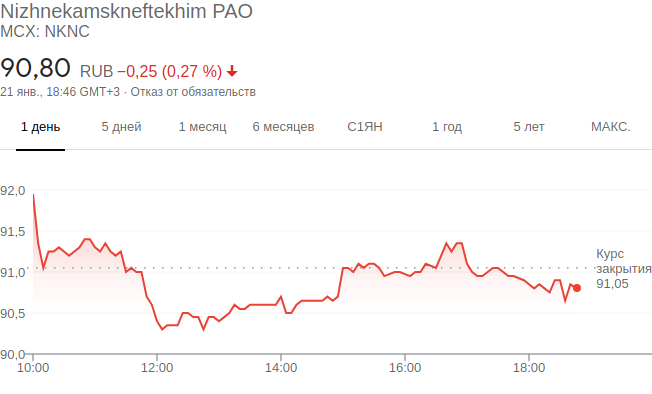 Nizhnekamskneftekhim PAO
MCX: NKNC
90,80 RUB −0,25 (0,27 %)
21 янв., 18:46 GMT+3 · Отказ от обязательств
1 день 5 дней 1 месяц 6 месяцев С1ЯН 1 год 5 лет МАКС.
92,0
91,5
91,0
90,5
90,0
Курс
закрытия
91,05
10:00 12:00 14:00 16:00 18:00